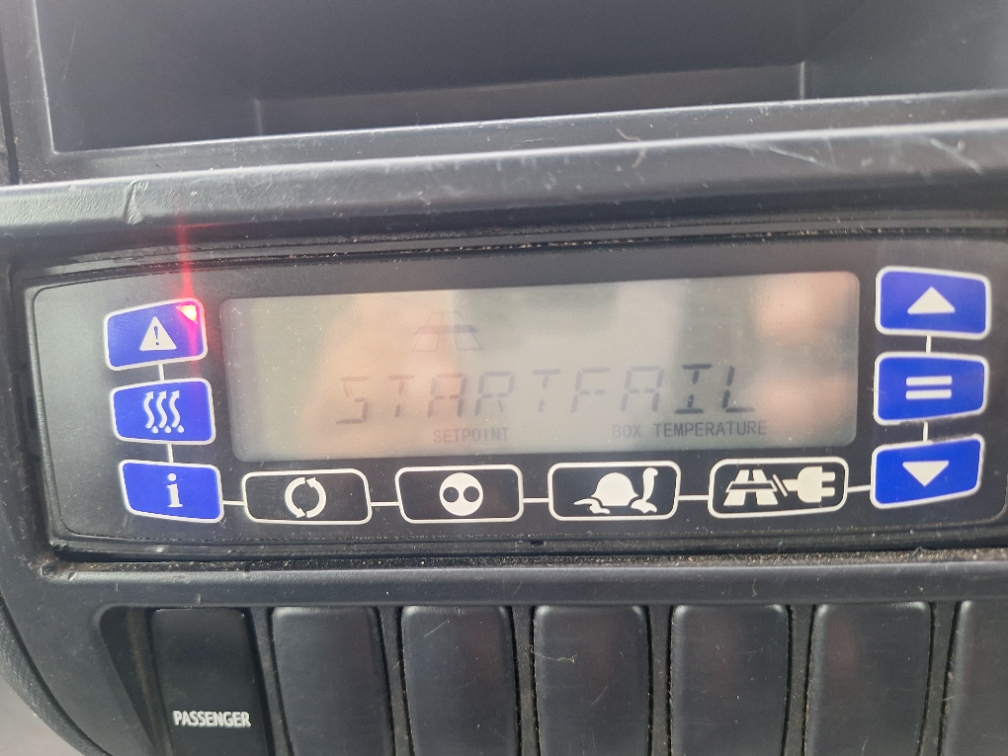 STARTFAIL
SETPOINT BOX TEMPERATURE
i
PASSENGER